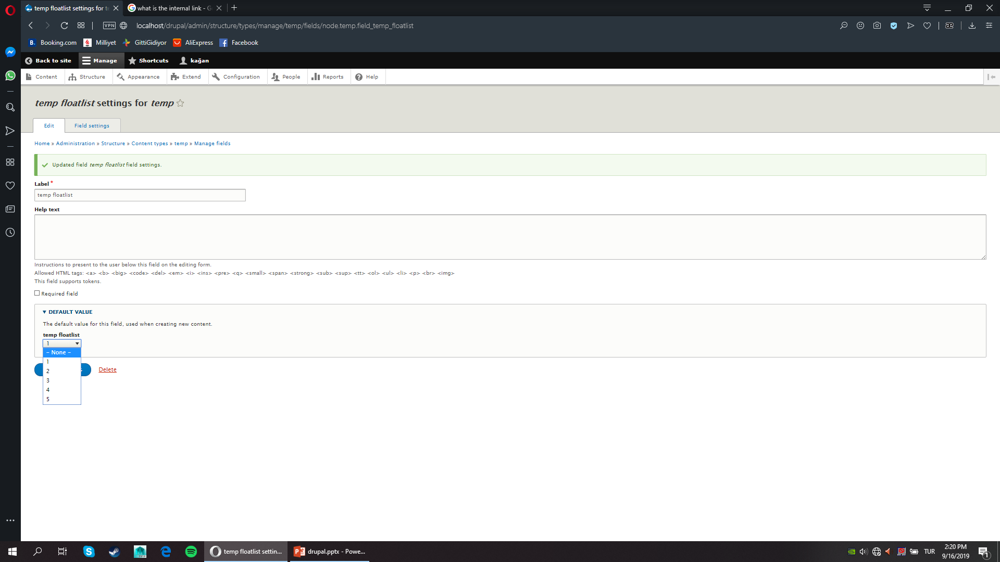 temp floatlist settings for te
what is the internal link - G
VPN
localhost/drupal/admin/structure/types/manage/temp/fields/node.temp.field_temp_floatlist
B. Booking.com Milliyet GittiGidiyor AliExpress Facebook
Back to site Manage Shortcuts kağan
Content Structure Appearance Extend Configuration People Reports Help
temp floatlist settings for temp
Edit Field settings
Home » Administration » Structure » Content types » temp » Manage fields
Updated field temp floatlist field settings.
Label *
temp floatlist
Help text
Instructions to present to the user below this field on the editing form.
Allowed HTML tags: <a> <b> <big> <code> <del> <em> <i> <ins> <pre> <q> <small> <span> <strong> <sub> <sup> <tt> <ol> <ul> <li> <p> <br> <img>
This field supports tokens.
Required field
DEFAULT VALUE
The default value for this field, used when creating new content.
temp floatlist
1
- None -
1
2
3
4
5
Delete
temp floatlist settin...
drupal.pptx - Powe...
TUR
2:20 PM
9/16/2019
1